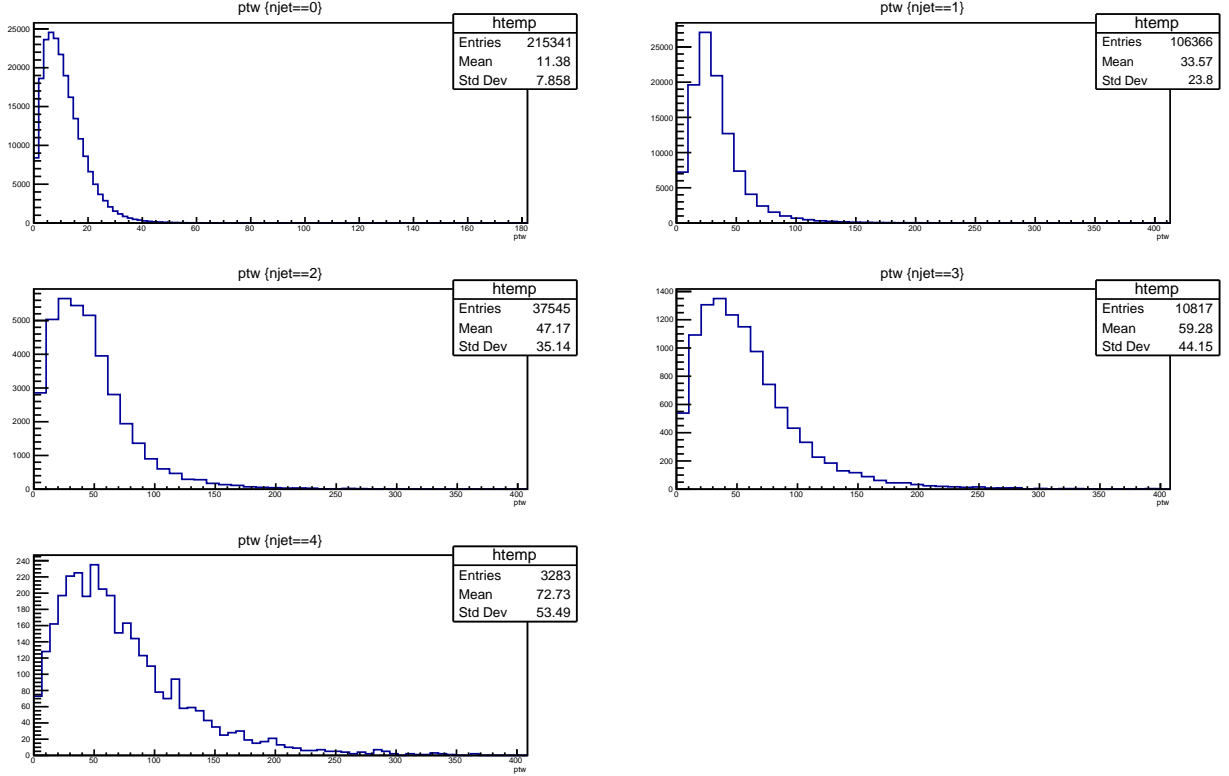 ptw {njet==0}
htemp
Entries 215341
Mean 11.38
Std Dev 7.858
25000
20000
15000
10000
5000
0
0 20 40 60 80 100 120 140 160 180
ptw
ptw {njet==1}
htemp
Entries 106366
Mean 33.57
Std Dev 23.8
25000
20000
15000
10000
5000
0
0 50 100 150 200 250 300 350 400
ptw
ptw {njet==2}
htemp
Entries 37545
Mean 47.17
Std Dev 35.14
5000
4000
3000
2000
1000
0
0 50 100 150 200 250 300 350 400
ptw
ptw {njet==3}
htemp
Entries 10817
Mean 59.28
Std Dev 44.15
1400
1200
1000
800
600
400
200
0
0 50 100 150 200 250 300 350 400
ptw
ptw {njet==4}
htemp
Entries 3283
Mean 72.73
Std Dev 53.49
240
220
200
180
160
140
120
100
80
60
40
20
0
0 50 100 150 200 250 300 350 400
ptw